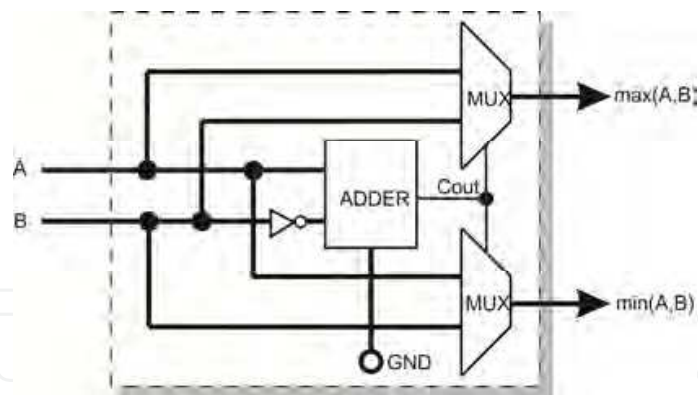 MUX
max(A,B)
A
ADDER
Cout
B
MUX
min(A,B)
GND